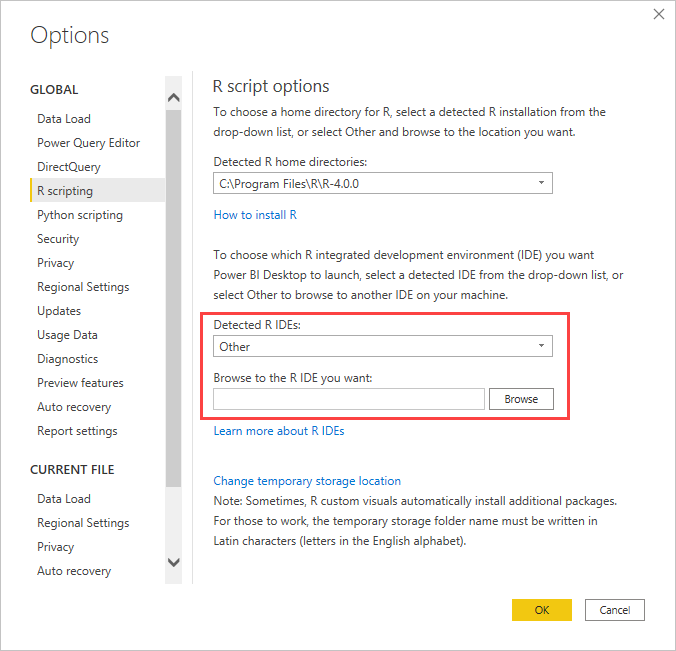 Options
GLOBAL
Data Load
Power Query Editor
DirectQuery
R scripting
Python scripting
Security
Privacy
Regional Settings
Updates
Usage Data
Diagnostics
Preview features
Auto recovery
Report settings
CURRENT FILE
Data Load
Regional Settings
Privacy
Auto recovery
R script options
To choose a home directory for R, select a detected R installation from the
drop-down list, or select Other and browse to the location you want.
Detected R home directories:
C:\Program Files\R\R-4.0.0
How to install R
To choose which R integrated development environment (IDE) you want
Power BI Desktop to launch, select a detected IDE from the drop-down list, or
select Other to browse to another IDE on your machine.
Detected R IDEs:
Other
Browse to the R IDE you want:
Browse
Learn more about R IDEs
Change temporary storage location
Note: Sometimes, R custom visuals automatically install additional packages.
For those to work, the temporary storage folder name must be written in
Latin characters (letters in the English alphabet).
OK
Cancel